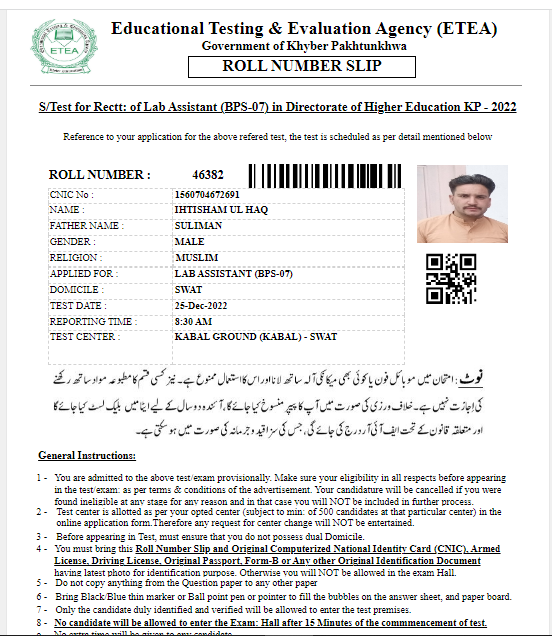 Educational Testing & Evaluation Agency (ETEA)
Government of Khyber Pakhtunkhwa
ETEA
ROLL NUMBER SLIP
S/Test for Rectt: of Lab Assistant (BPS-07) in Directorate of Higher Education KP - 2022
Reference to your application for the above refered test, the test is scheduled as per detail mentioned below
ROLL NUMBER : 46382
CNIC No : 1560704672691
NAME : IHTISHAM UL HAQ
FATHER NAME : SULIMAN
GENDER : MALE
RELIGION : MUSLIM
APPLIED FOR : LAB ASSISTANT (BPS-07)
DOMICILE : SWAT
TEST DATE : 25-Dec-2022
REPORTING TIME : 8:30 AM
TEST CENTER : KABAL GROUND (KABAL) - SWAT
نوٹ : امتحان میں موبائل فون یا کوئی بھی میکانکی آلہ ساتھ لانا اور اس کا استعمال ممنوع ہے۔ نیز کسی قسم کا مطبوعہ مواد ساتھ رکھنے
کی اجازت نہیں ہے۔ خلاف ورزی کی صورت میں آپ کا پیپر منسوخ کیا جائے گا، آئندہ دو سال کے لیے ایٹا میں بلیک لسٹ کیا جائے گا
اور متعلقہ قانون کے تحت ایف آئی آر درج کی جائے گی، جس کی سزا قید و جرمانہ کی صورت میں ہو سکتی ہے۔
General Instructions:
1 - You are admitted to the above test/exam provisionally. Make sure your eligibility in all respects before appearing
in the test/exam: as per terms & conditions of the advertisement. Your candidature will be cancelled if you were
found ineligible at any stage for any reason and in that case you will NOT be included in further process.
2 - Test center is allotted as per your opted center (subject to min: of 500 candidates at that particular center) in the
online application form.Therefore any request for center change will NOT be entertained.
3 - Before appearing in Test, must ensure that you do not possess dual Domicile.
4 - You must bring this Roll Number Slip and Original Computerized National Identity Card (CNIC), Armed
License, Driving License, Original Passport, Form-B or Any other Original Identification Document
having latest photo for identification purpose. Otherwise you will NOT be allowed in the exam Hall.
5 - Do not copy anything from the Question paper to any other paper
6 - Bring Black/Blue thin marker or Ball point pen or pointer to fill the bubbles on the answer sheet, and paper board.
7 - Only the candidate duly identified and verified will be allowed to enter the test premises.
8 - No candidate will be allowed to enter the Exam: Hall after 15 Minutes of the commmencement of test.
No extra time will be given to any candidate